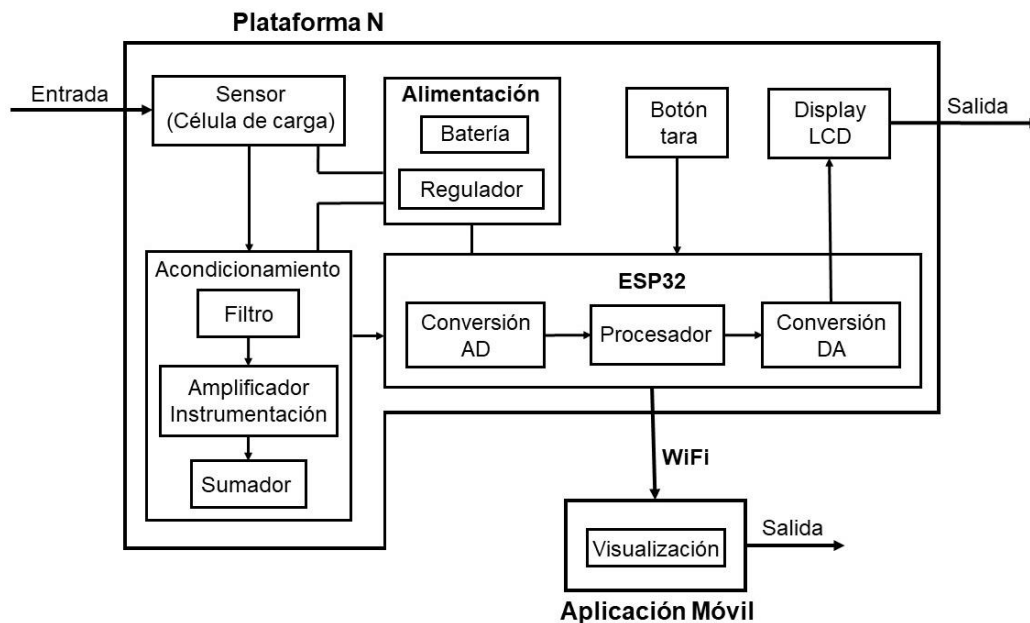 Plataforma N
Entrada
Sensor
(Célula de carga)
Alimentación
Batería
Regulador
Botón
tara
Display
LCD
Salida
Acondicionamiento
Filtro
Amplificador
Instrumentación
Sumador
ESP32
Conversión
AD
Procesador
Conversión
DA
WiFi
Visualización
Salida
Aplicación Móvil